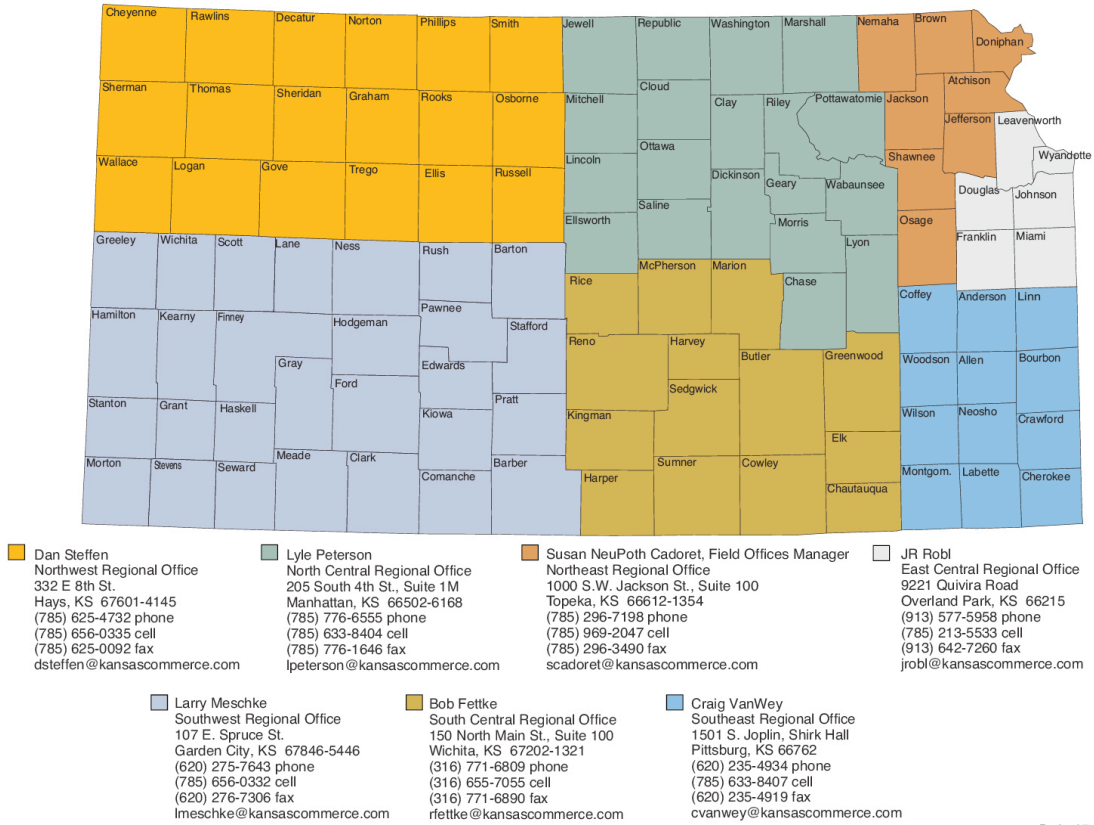 Cheyenne
Rawlins
Decatur
Norton
Phillips
Smith
Jewell
Republic
Washington
Marshall
Nemaha
Brown
Doniphan
Sherman
Thomas
Sheridan
Graham
Rooks
Osborne
Mitchell
Cloud
Clay
Riley
Pottawatomie
Jackson
Atchison
Jefferson
Leavenworth
Wyandotte
Wallace
Logan
Gove
Trego
Ellis
Russell
Lincoln
Ottawa
Dickinson
Geary
Wabaunsee
Shawnee
Douglas
Johnson
Ellsworth
Saline
Morris
Lyon
Osage
Franklin
Miami
Greeley
Wichita
Scott
Lane
Ness
Rush
Barton
Rice
McPherson
Marion
Chase
Coffey
Anderson
Linn
Hamilton
Kearny
Finney
Hodgeman
Pawnee
Stafford
Reno
Harvey
Butler
Greenwood
Woodson
Allen
Bourbon
Gray
Ford
Edwards
Sedgwick
Stanton
Grant
Haskell
Kiowa
Pratt
Kingman
Elk
Wilson
Neosho
Crawford
Morton
Stevens
Seward
Meade
Clark
Comanche
Barber
Harper
Sumner
Cowley
Chautauqua
Montgom.
Labette
Cherokee
Dan Steffen
Northwest Regional Office
332 E 8th St.
Hays, KS 67601-4145
(785) 625-4732 phone
(785) 656-0335 cell
(785) 625-0092 fax
dsteffen@kansascommerce.com
Lyle Peterson
North Central Regional Office
205 South 4th St., Suite 1M
Manhattan, KS 66502-6168
(785) 776-6555 phone
(785) 633-8404 cell
(785) 776-1646 fax
lpeterson@kansascommerce.com
Susan NeuPoth Cadoret, Field Offices Manager
Northeast Regional Office
1000 S.W. Jackson St., Suite 100
Topeka, KS 66612-1354
(785) 296-7198 phone
(785) 969-2047 cell
(785) 296-3490 fax
scadoret@kansascommerce.com
JR Robl
East Central Regional Office
9221 Quivira Road
Overland Park, KS 66215
(913) 577-5958 phone
(785) 213-5533 cell
(913) 642-7260 fax
jrobl@kansascommerce.com
Larry Meschke
Southwest Regional Office
107 E. Spruce St.
Garden City, KS 67846-5446
(620) 275-7643 phone
(785) 656-0332 cell
(620) 276-7306 fax
lmeschke@kansascommerce.com
Bob Fettke
South Central Regional Office
150 North Main St., Suite 100
Wichita, KS 67202-1321
(316) 771-6809 phone
(316) 655-7055 cell
(316) 771-6890 fax
rfettke@kansascommerce.com
Craig VanWey
Southeast Regional Office
1501 S. Joplin, Shirk Hall
Pittsburg, KS 66762
(620) 235-4934 phone
(785) 633-8407 cell
(620) 235-4919 fax
cvanwey@kansascommerce.com